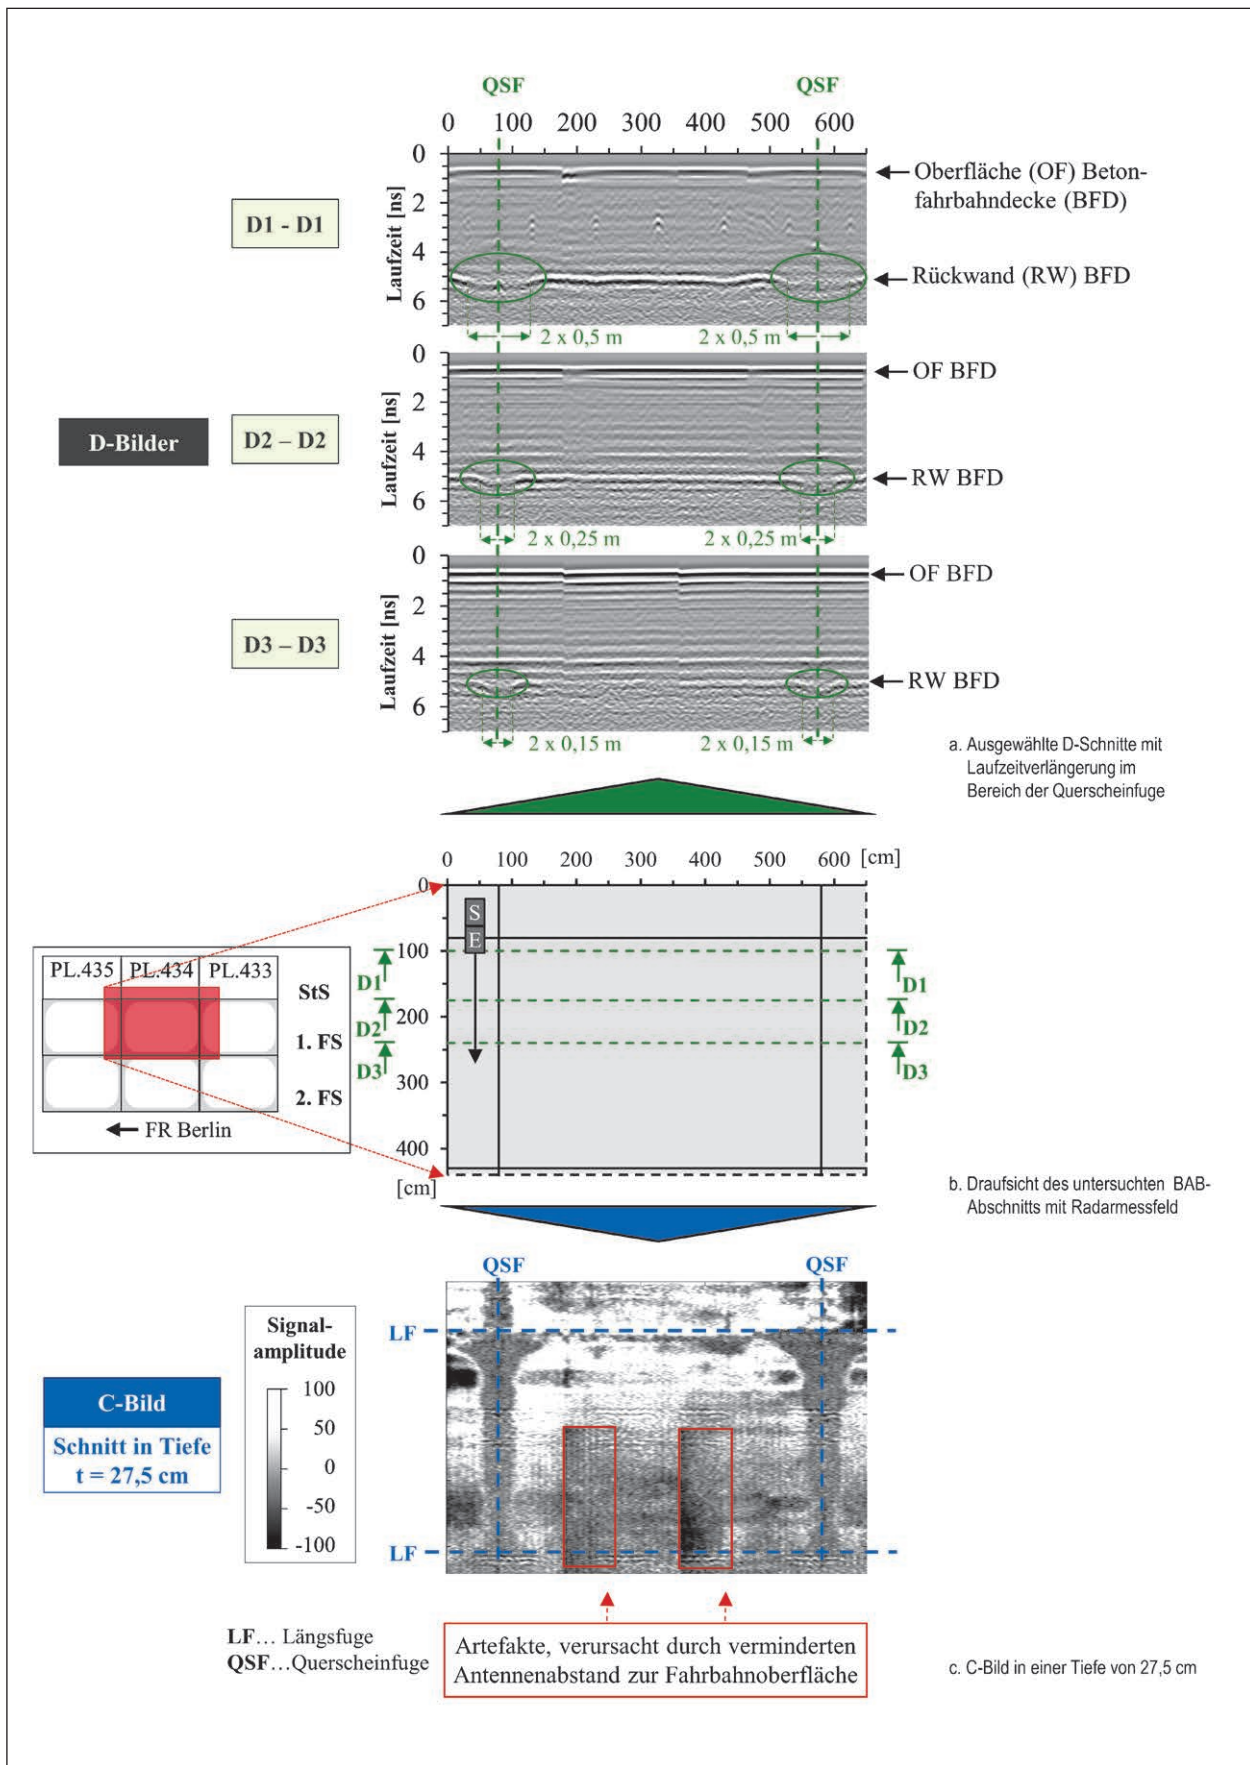 QSF QSF
0 100 200 300 400 500 600
0
2
4
6
Laufzeit [ns]
D1 - D1
Oberfläche (OF) Beton-
fahrbahndecke (BFD)
Rückwand (RW) BFD
2 x 0,5 m 2 x 0,5 m
0
2
4
6
Laufzeit [ns]
D-Bilder
D2 – D2
OF BFD
RW BFD
2 x 0,25 m 2 x 0,25 m
0
2
4
6
Laufzeit [ns]
D3 – D3
OF BFD
RW BFD
2 x 0,15 m 2 x 0,15 m
a. Ausgewählte D-Schnitte mit
Laufzeitverlängerung im
Bereich der Querscheinfuge
0 100 200 300 400 500 600 [cm]
0
100
200
300
400
[cm]
S
E
D1 D1
D2 D2
D3 D3
PL.435 PL.434 PL.433
StS
1. FS
2. FS
FR Berlin
b. Draufsicht des untersuchten BAB-
Abschnitts mit Radarmessfeld
QSF QSF
LF
LF
Signal-
amplitude
100
50
0
-50
-100
C-Bild
Schnitt in Tiefe
t = 27,5 cm
LF... Längsfuge
QSF...Querscheinfuge
Artefakte, verursacht durch verminderten
Antennenabstand zur Fahrbahnoberfläche
c. C-Bild in einer Tiefe von 27,5 cm